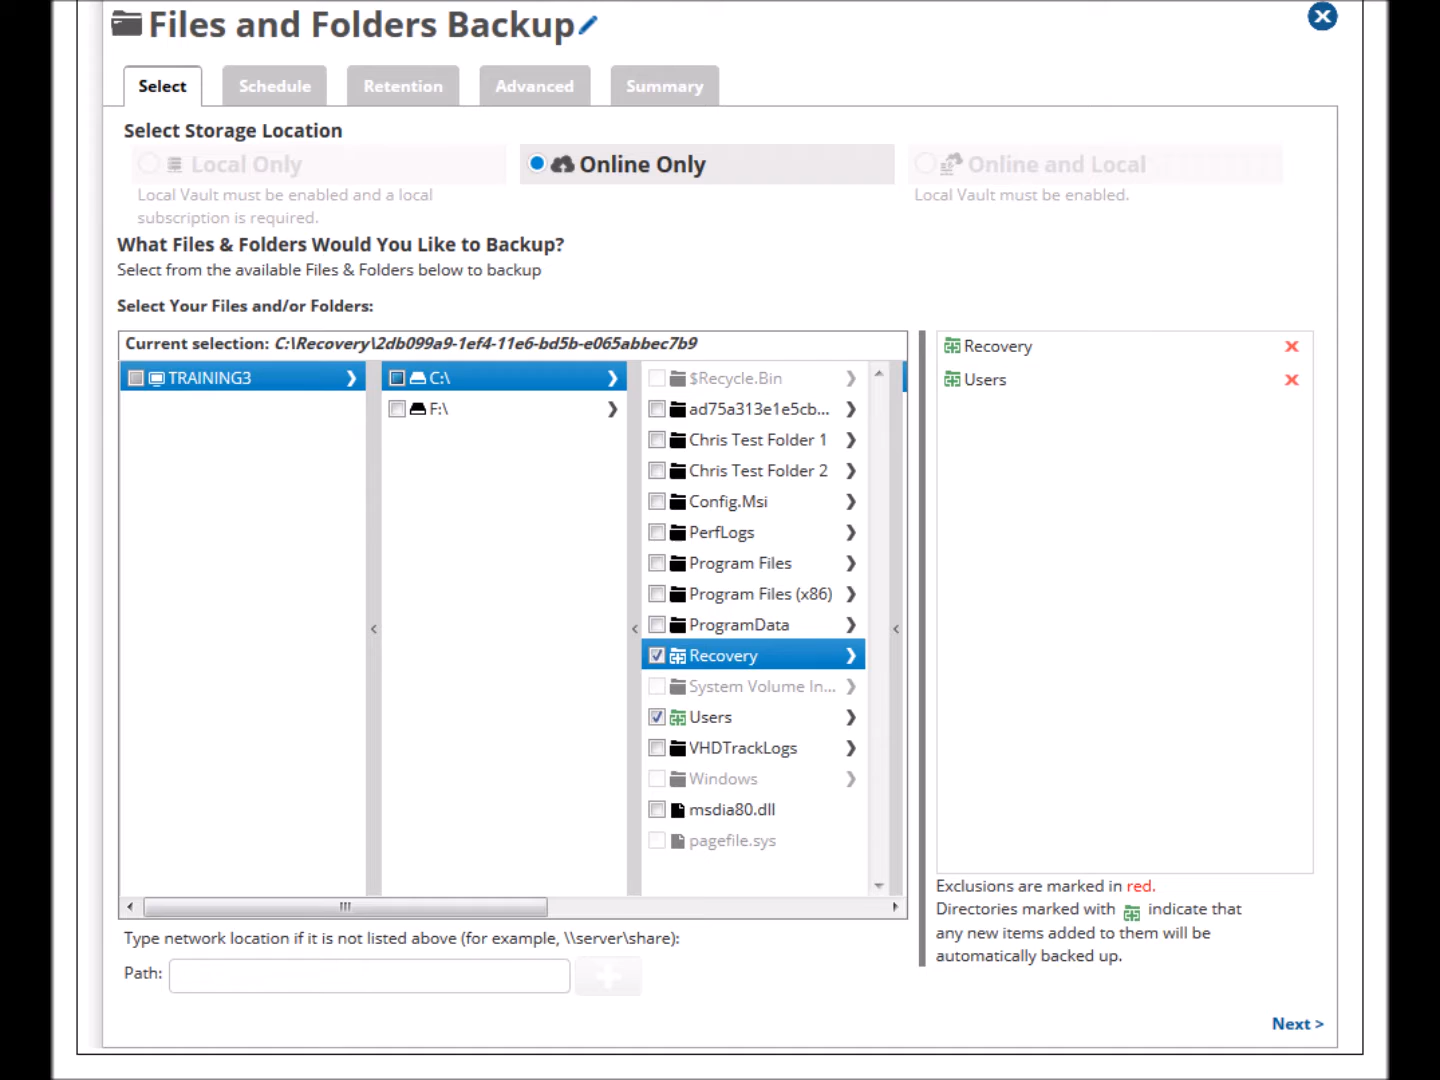 Files and Folders Backup
Select
Schedule
Retention
Advanced
Summary
Select Storage Location
Local Only
Online Only
Online and Local
Local Vault must be enabled and a local
subscription is required.
Local Vault must be enabled.
What Files & Folders Would You Like to Backup?
Select from the available Files & Folders below to backup
Select Your Files and/or Folders:
Current selection: C:\Recovery\2db099a9-1ef4-11e6-bd5b-e065abbec7b9
TRAINING3
C:\
F:\
$Recycle.Bin
ad75a313e1e5cb...
Chris Test Folder 1
Chris Test Folder 2
Config.Msi
PerfLogs
Program Files
Program Files (x86)
ProgramData
Recovery
System Volume In...
Users
VHDTrackLogs
Windows
msdia80.dll
pagefile.sys
Recovery
Users
Exclusions are marked in red.
Directories marked with indicate that
any new items added to them will be
automatically backed up.
Type network location if it is not listed above (for example, \\server\share):
Path:
Next >